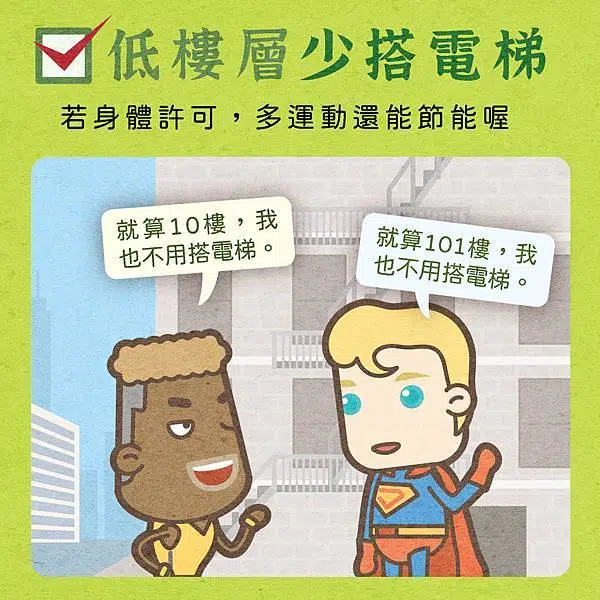 低樓層少搭電梯
若身體許可，多運動還能節能喔
就算10樓，我
也不用搭電梯。
就算101樓，我
也不用搭電梯。